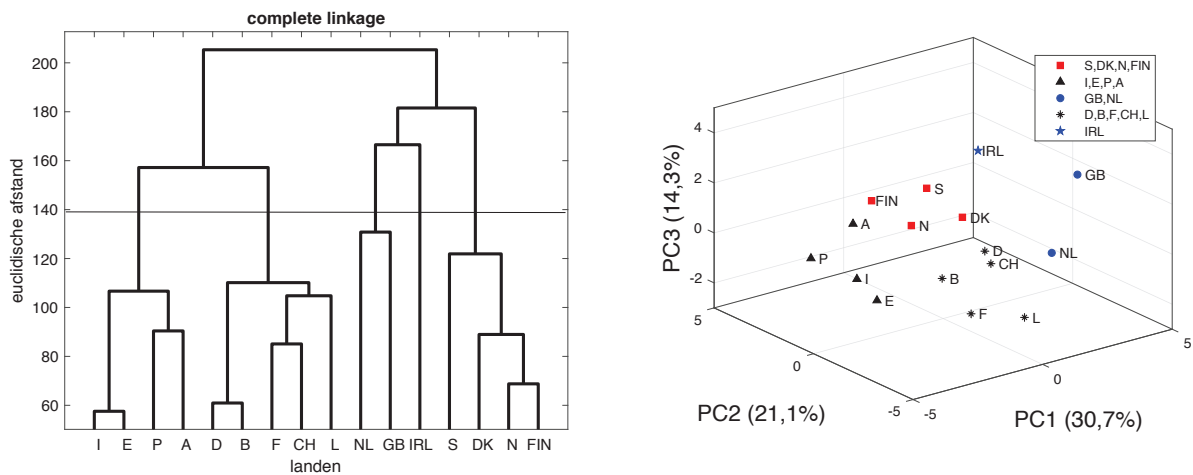 complete linkage
euclidische afstand
200
180
160
140
120
100
80
60
I E P A D B F CH L NL GB IRL S DK N FIN
landen
S,DK,N,FIN
I,E,P,A
GB,NL
D,B,F,CH,L
IRL
PC3 (14,3%)
4
2
0
-2
IRL
GB
S
FIN
DK
A
N
D
NL
P
CH
I
B
E
F
L
5
0
-5
PC2 (21,1%)
-5
0
5
PC1 (30,7%)